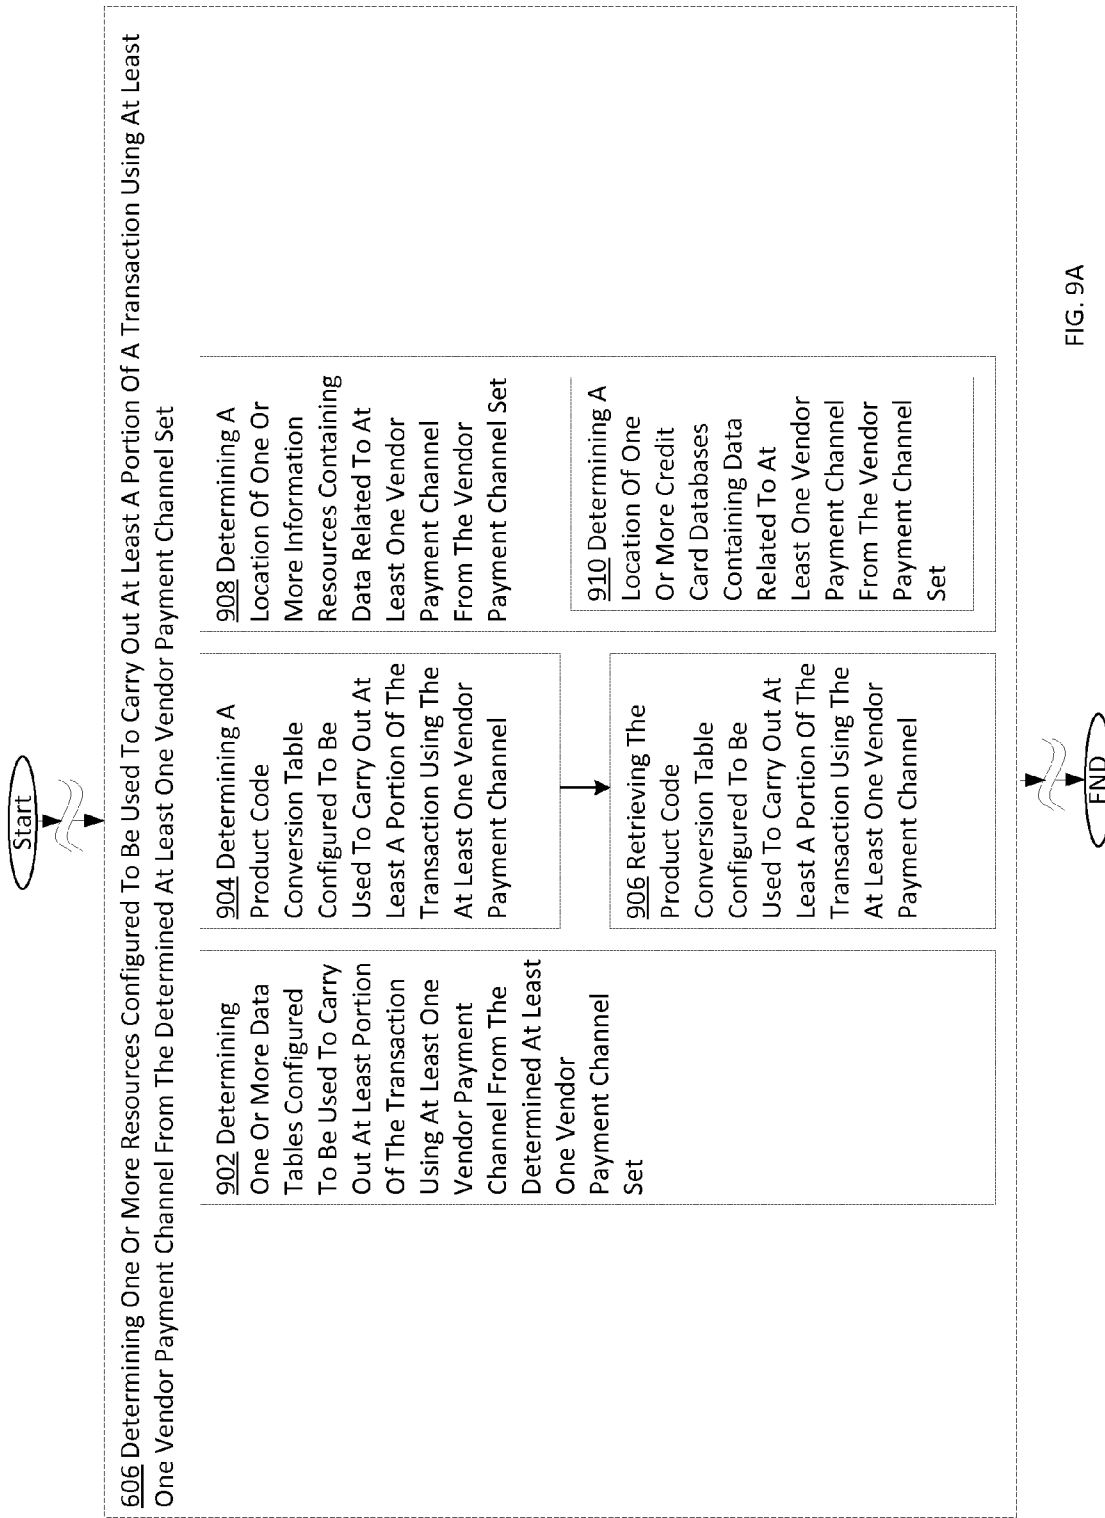 Start
606 Determining One Or More Resources Configured To Be Used To Carry Out At Least A Portion Of A Transaction Using At Least
One Vendor Payment Channel From The Determined At Least One Vendor Payment Channel Set
902 Determining
One Or More Data
Tables Configured
To Be Used To Carry
Out At Least Portion
Of The Transaction
Using At Least One
Vendor Payment
Channel From The
Determined At Least
One Vendor
Payment Channel
Set
904 Determining A
Product Code
Conversion Table
Configured To Be
Used To Carry Out At
Least A Portion Of The
Transaction Using The
At Least One Vendor
Payment Channel
906 Retrieving The
Product Code
Conversion Table
Configured To Be
Used To Carry Out At
Least A Portion Of The
Transaction Using The
At Least One Vendor
Payment Channel
908 Determining A
Location Of One Or
More Information
Resources Containing
Data Related To At
Least One Vendor
Payment Channel
From The Vendor
Payment Channel Set
910 Determining A
Location Of One
Or More Credit
Card Databases
Containing Data
Related To At
Least One Vendor
Payment Channel
From The Vendor
Payment Channel
Set
END
FIG. 9A